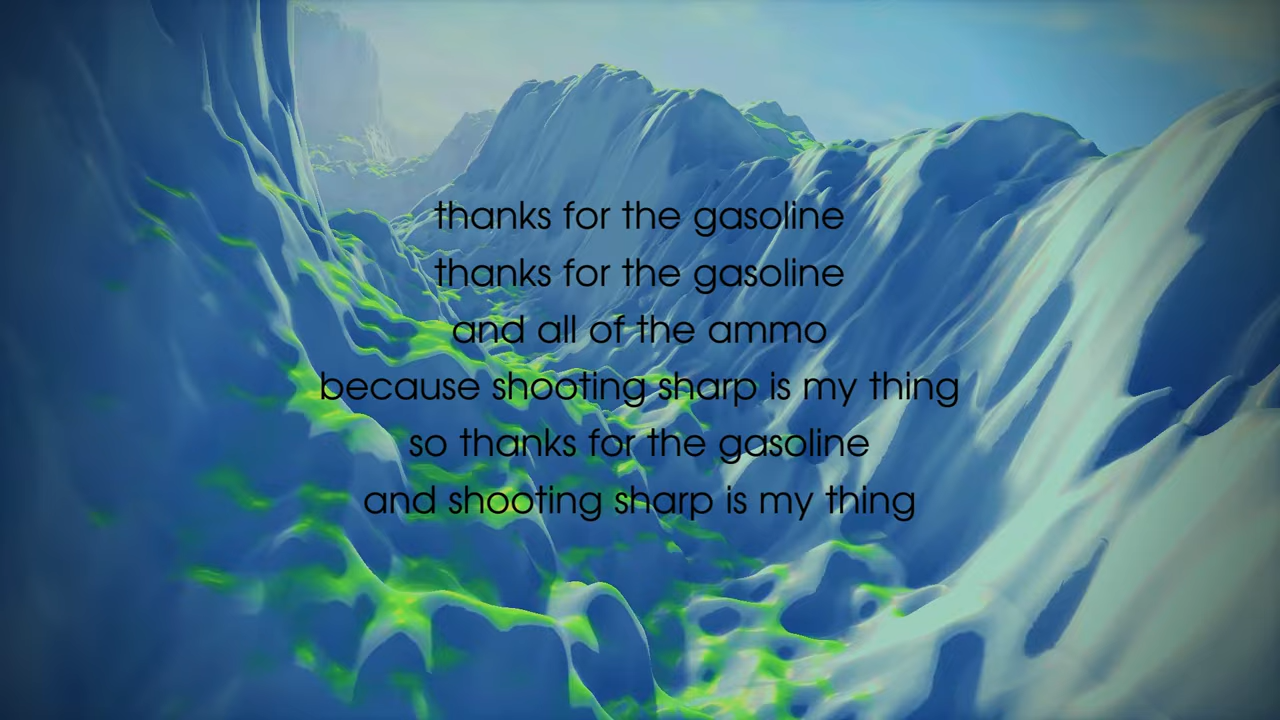 thanks for the gasoline
thanks for the gasoline
and all of the ammo
because shooting sharp is my thing
so thanks for the gasoline
and shooting sharp is my thing